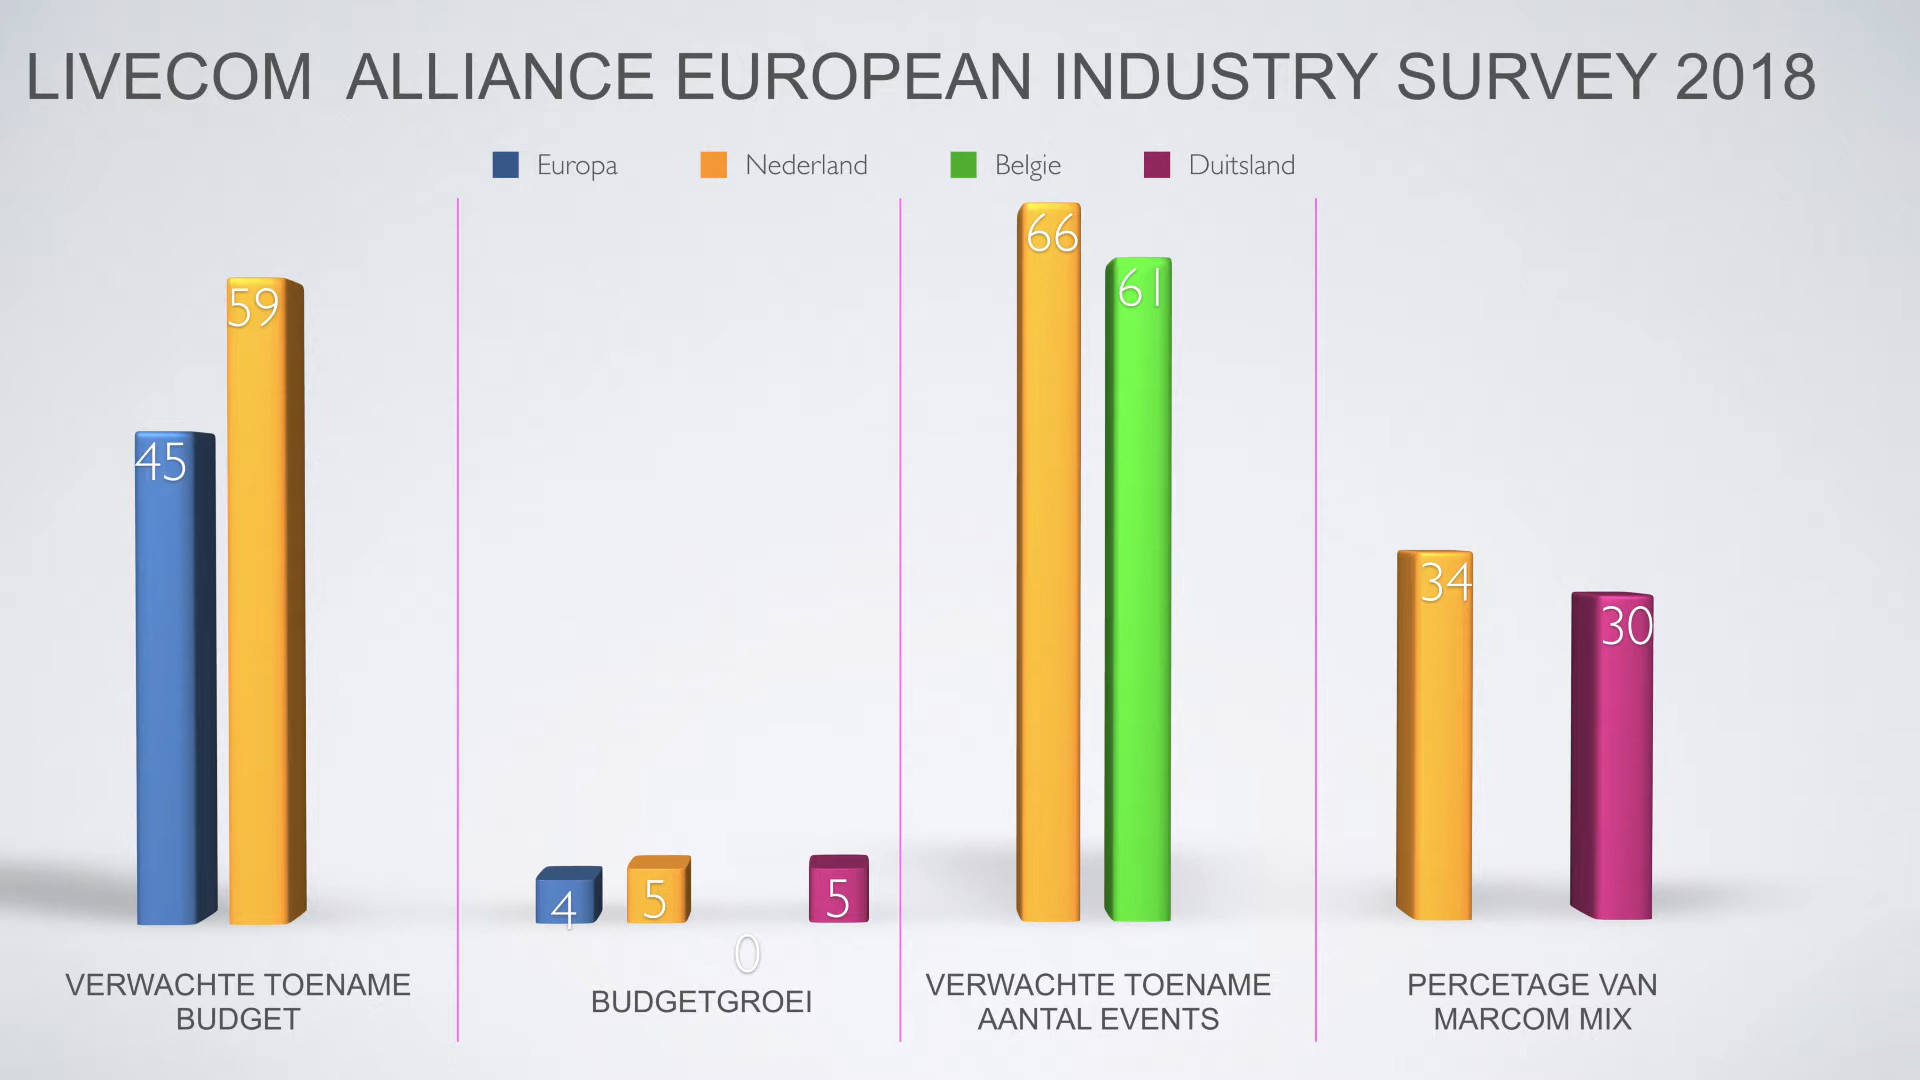 LIVECOM ALLIANCE EUROPEAN INDUSTRY SURVEY 2018
Europa Nederland Belgie Duitsland
45
59
4
5
0
5
66
61
34
30
VERWACHTE TOENAME
BUDGET
BUDGETGROEI
VERWACHTE TOENAME
AANTAL EVENTS
PERCETAGE VAN
MARCOM MIX